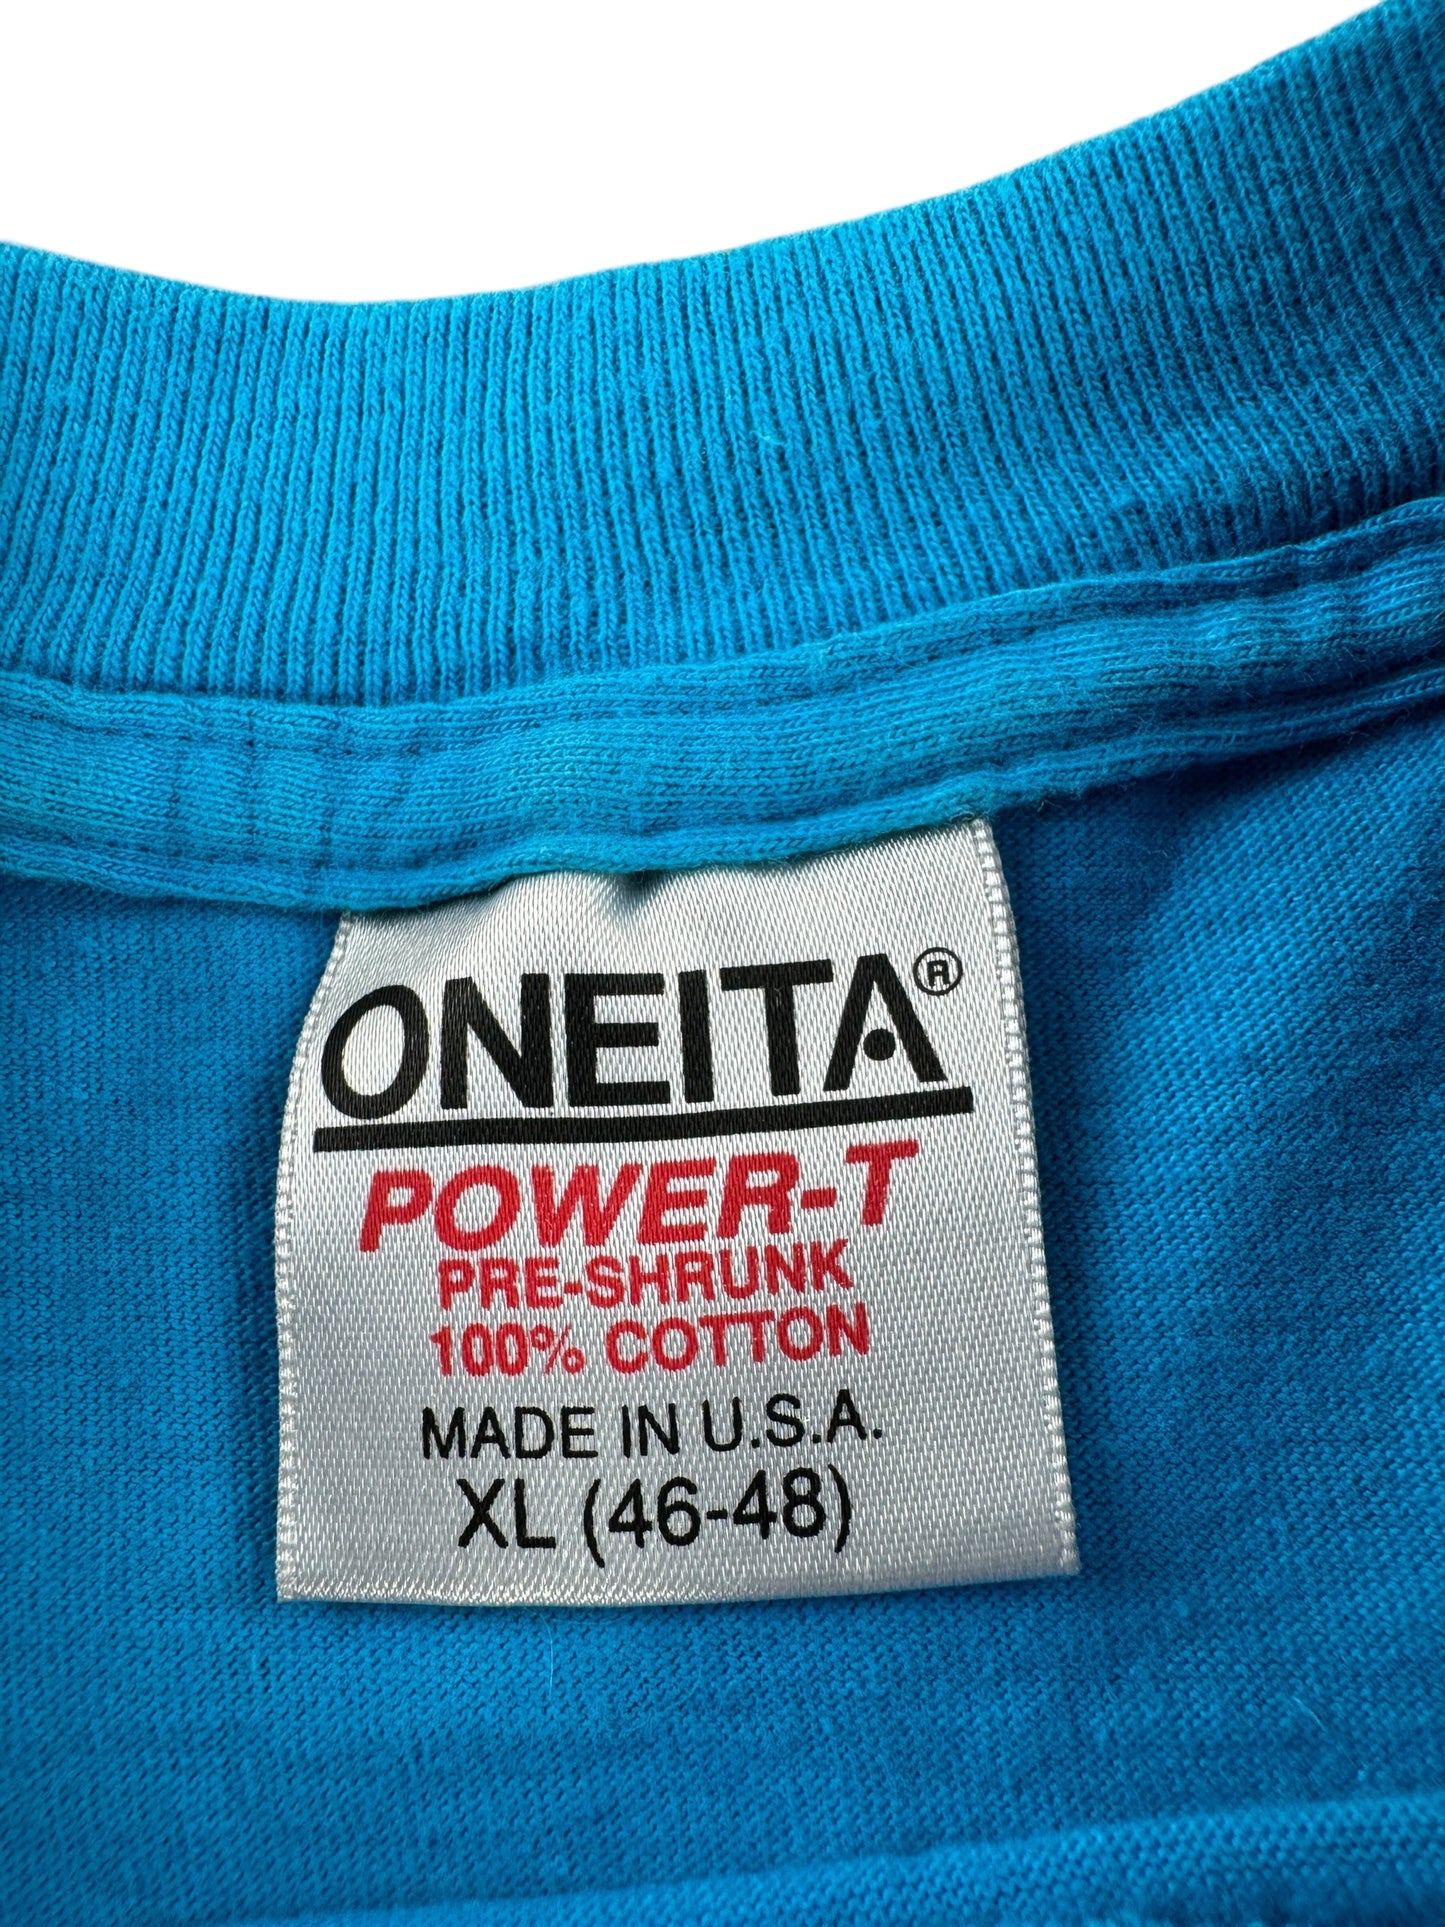 ONEITA®
POWER-T
PRE-SHRUNK
100% COTTON
MADE IN U.S.A.
XL (46-48)